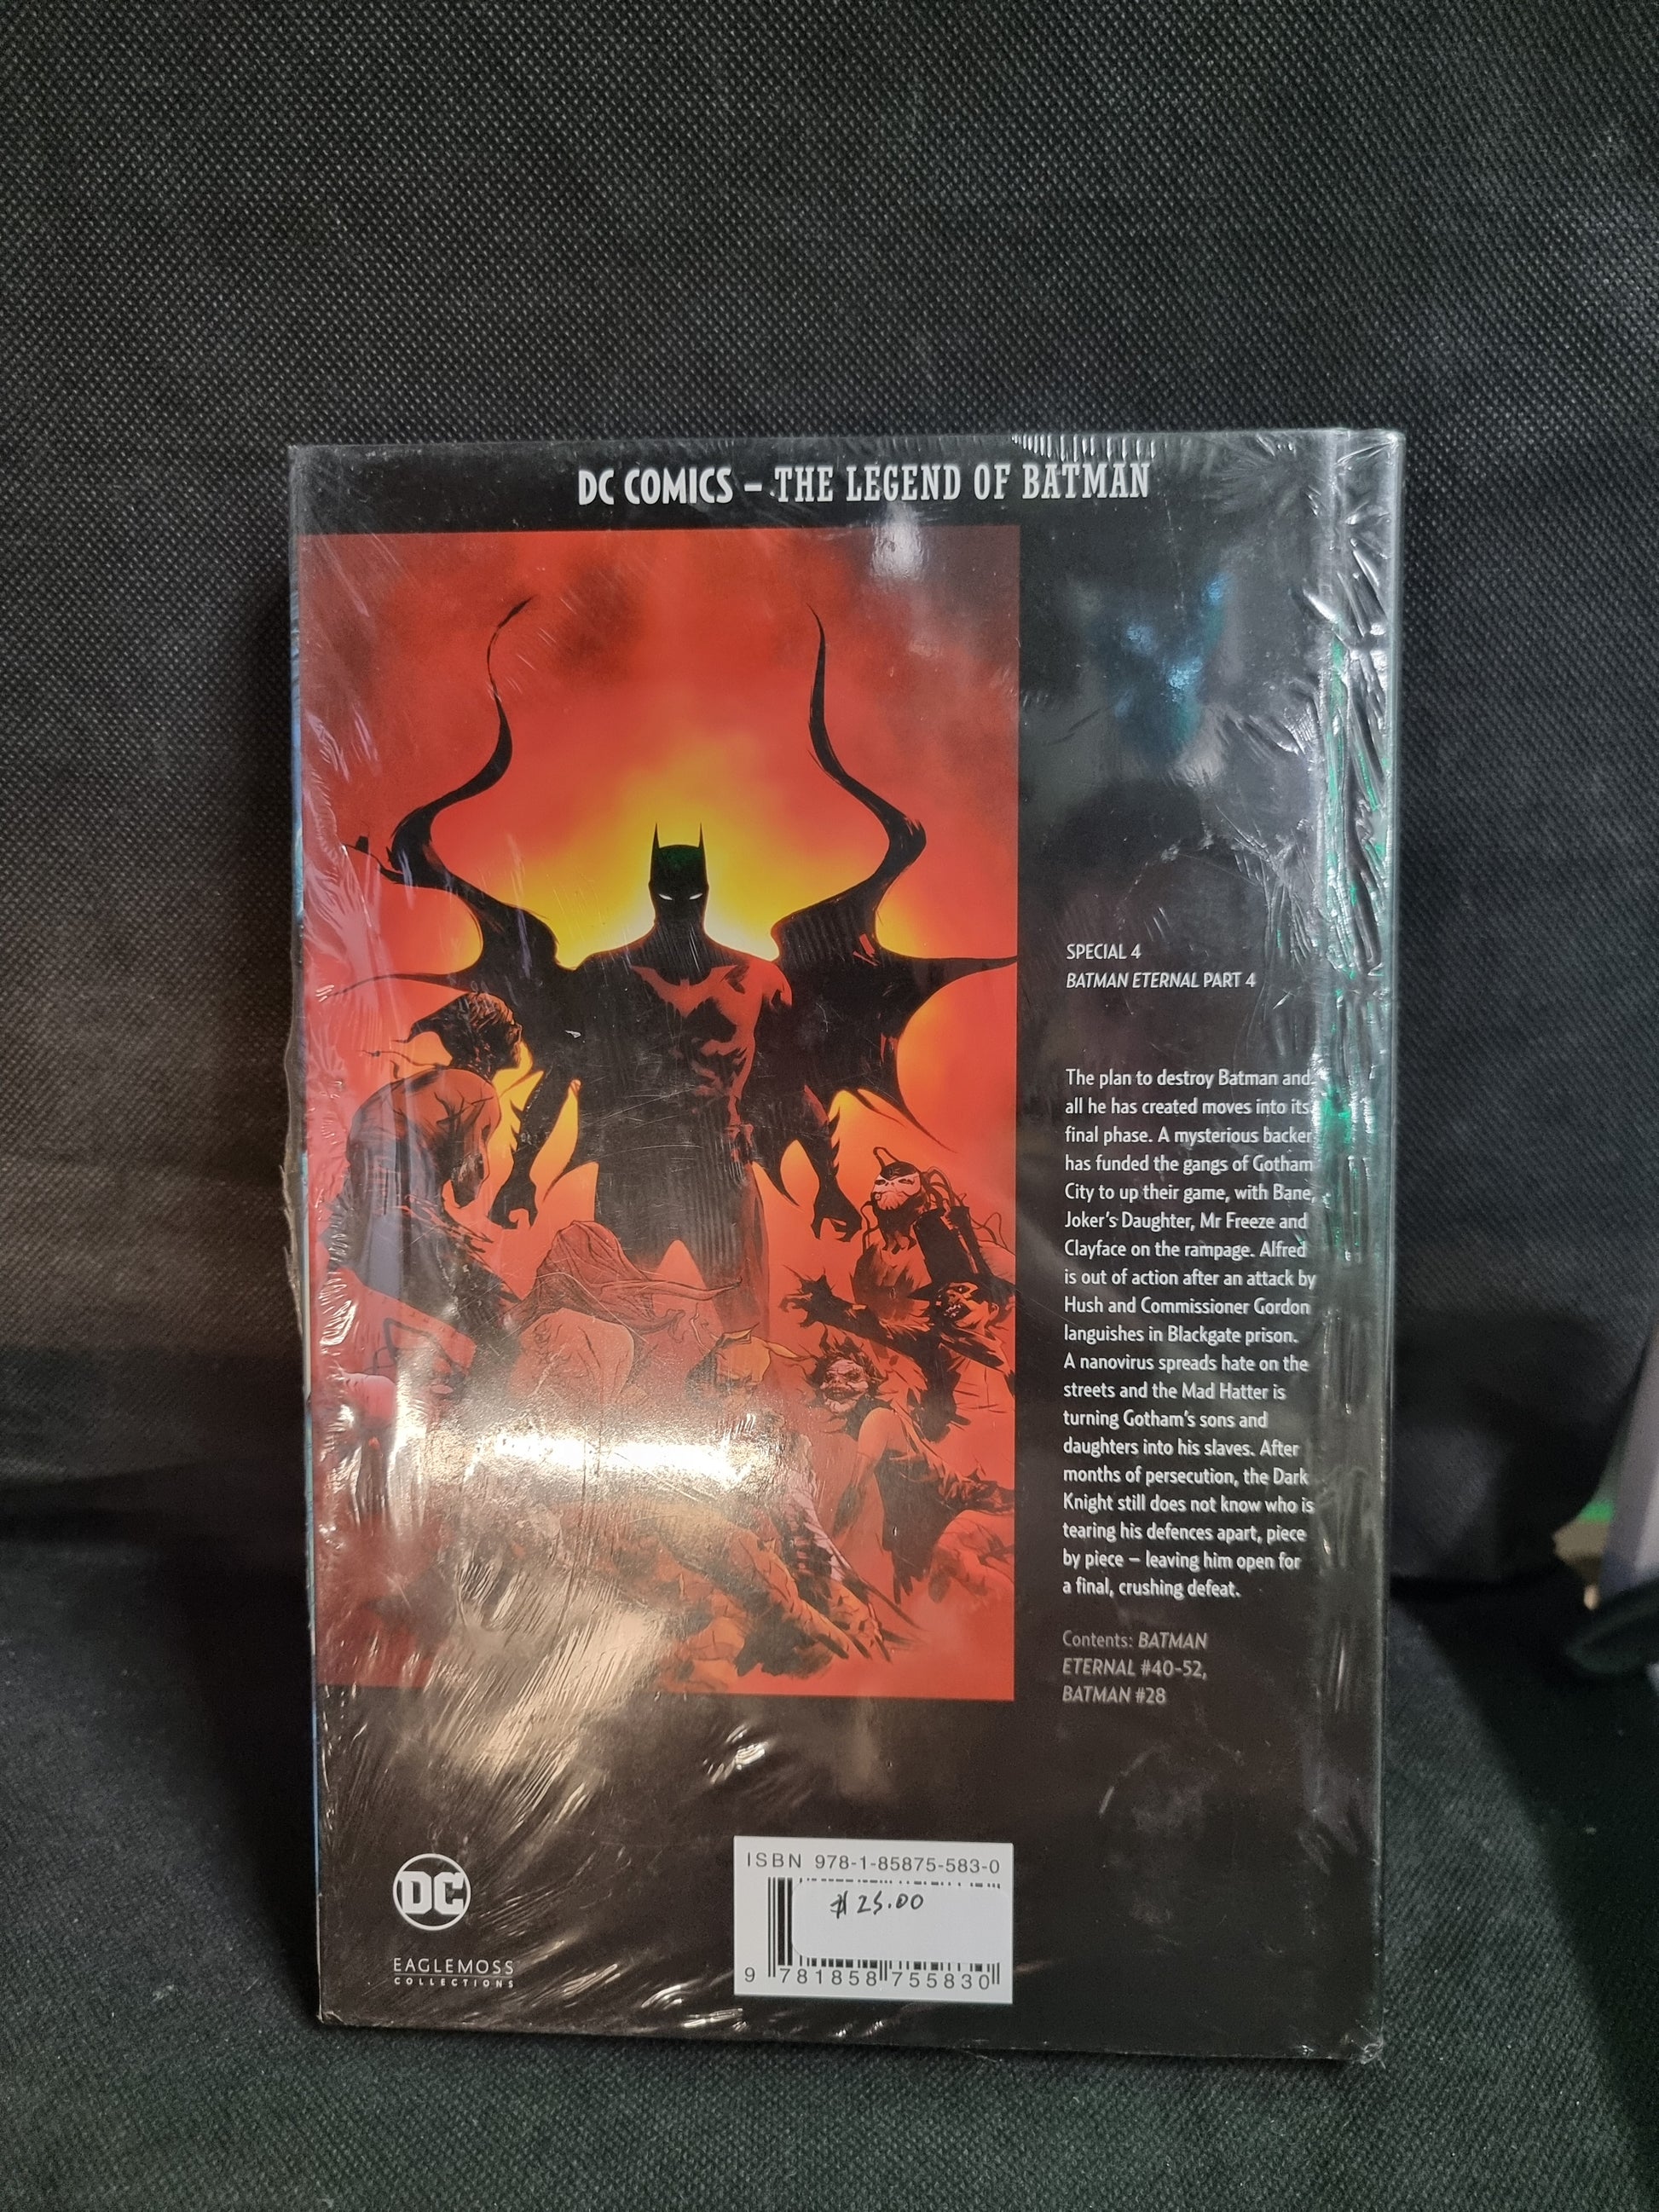 DC COMICS – THE LEGEND OF BATMAN
SPECIAL 4
BATMAN ETERNAL PART 4
The plan to destroy Batman and
all he has created moves into its
final phase. A mysterious backer
has funded the gangs of Gotham
City to up their game, with Bane,
Joker's Daughter, Mr Freeze and
Clayface on the rampage. Alfred
is out of action after an attack by
Hush and Commissioner Gordon
languishes in Blackgate prison.
A nanovirus spreads hate on the
streets and the Mad Hatter is
turning Gotham's sons and
daughters into his slaves. After
months of persecution, the Dark
Knight still does not know who is
tearing his defences apart, piece
by piece – leaving him open for
a final, crushing defeat.
Contents: BATMAN
ETERNAL #40-52,
BATMAN #28
DC
EAGLEMOSS
COLLECTIONS
ISBN 978-1-85875-583-0
$25.00
9 781858 755830